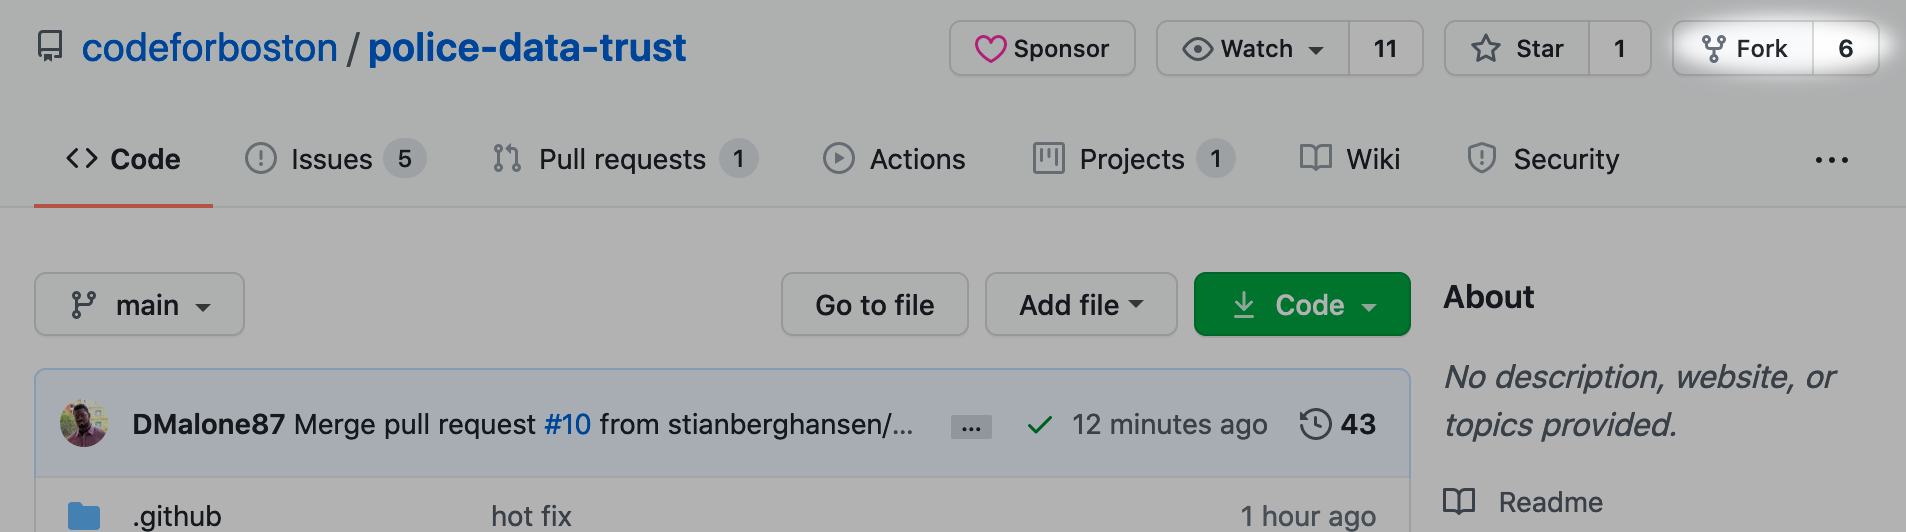 codeforboston / police-data-trust
Sponsor
Watch 11
Star 1
Fork 6
Code
Issues 5
Pull requests 1
Actions
Projects 1
Wiki
Security
...
main
Go to file
Add file
Code
About
No description, website, or
topics provided.
DMalone87 Merge pull request #10 from stianberghansen/... ... 12 minutes ago 43
.github hot fix 1 hour ago
Readme